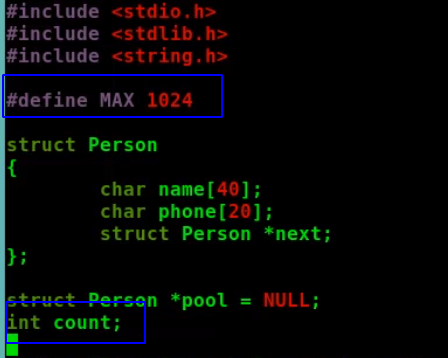 #include <stdio.h>
#include <stdlib.h>
#include <string.h>
#define MAX 1024
struct Person
{
char name[40];
char phone[20];
struct Person *next;
};
struct Person *pool = NULL;
int count;